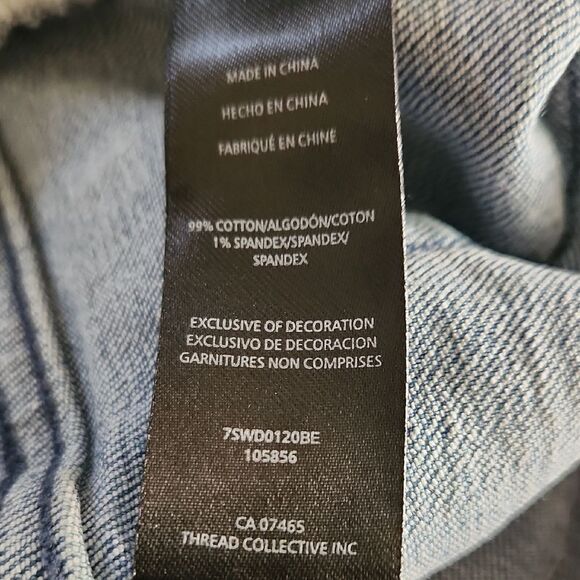 MADE IN CHINA
HECHO EN CHINA
FABRIQUÉ EN CHINE
99% COTTON/ALGODÓN/COTON
1% SPANDEX/SPANDEX/
SPANDEX
EXCLUSIVE OF DECORATION
EXCLUSIVO DE DECORACION
GARNITURES NON COMPRISES
7SWD0120BE
105856
CA 07465
THREAD COLLECTIVE INC